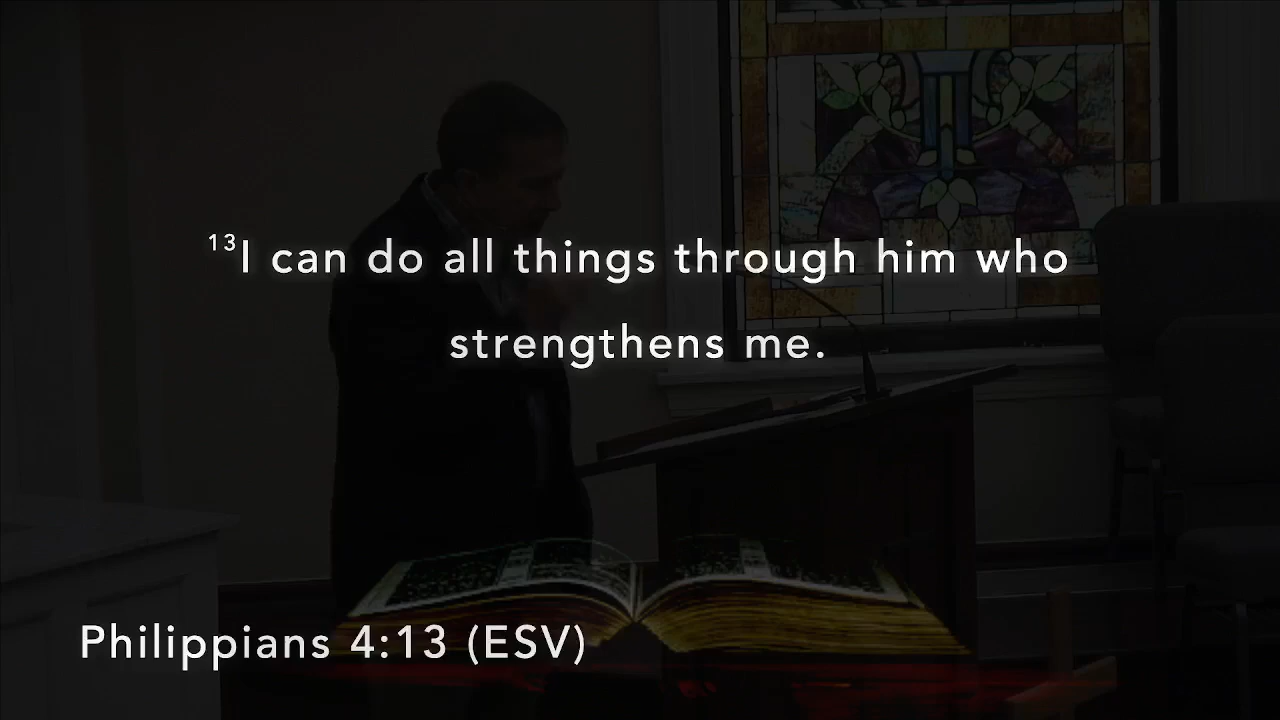 13I can do all things through him who
strengthens me.
Philippians 4:13 (ESV)